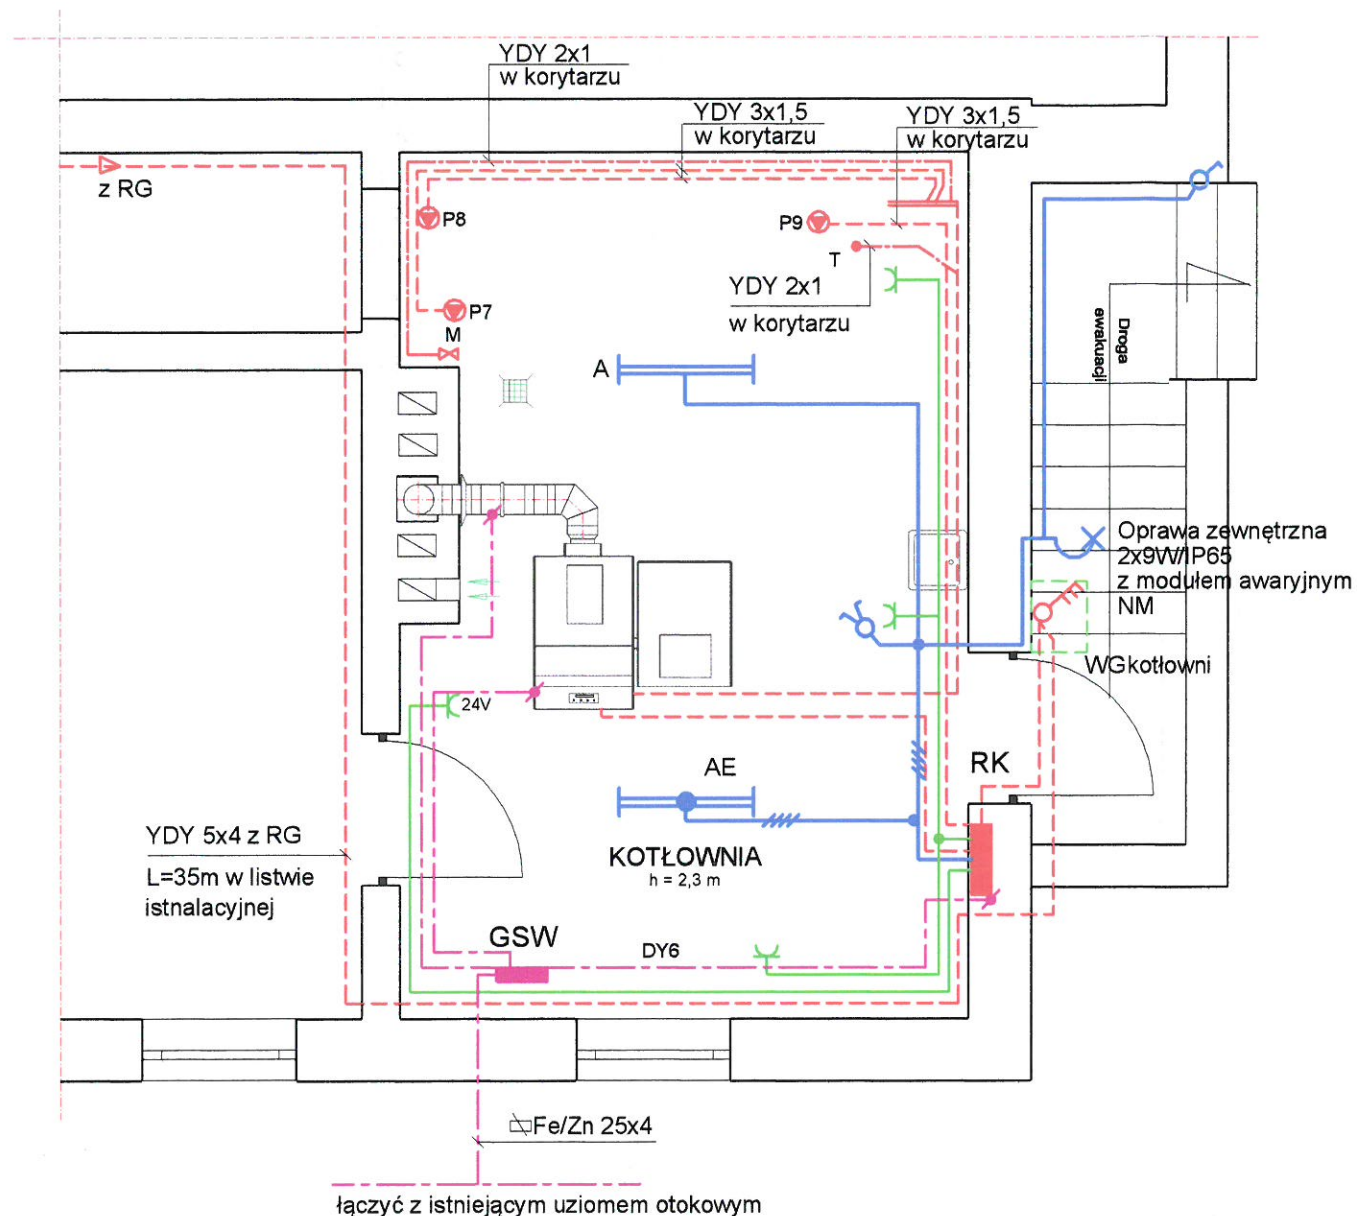 YDY 2x1
w korytarzu
YDY 3x1,5
w korytarzu
YDY 3x1,5
w korytarzu
z RG
P8
P9
T
YDY 2x1
w korytarzu
P7
M
A
Droga
ewakuacji
Oprawa zewnętrzna
2x9W/IP65
z modułem awaryjnym
NM
WGkotłowni
24V
RK
AE
YDY 5x4 z RG
L=35m w listwie
istnalacyjnej
KOTŁOWNIA
h = 2,3 m
GSW
DY6
Fe/Zn 25x4
łączyć z istniejącym uziomem otokowym